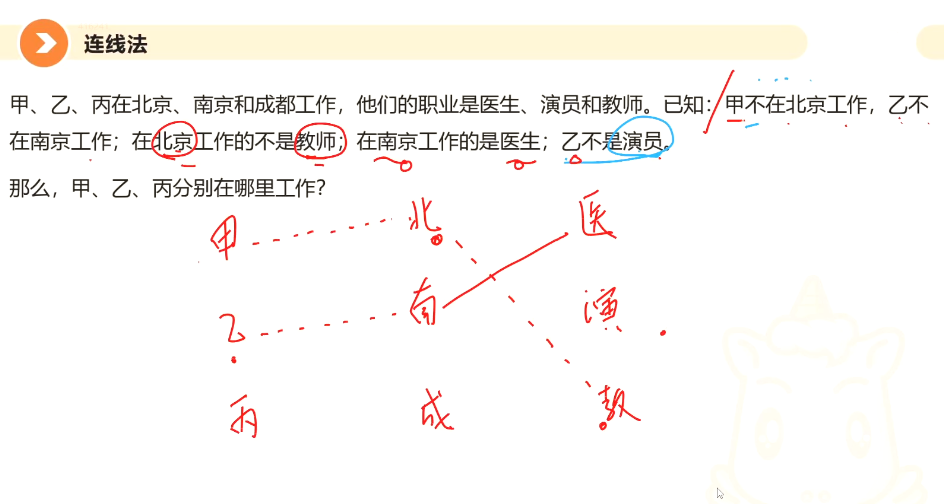 连线法
甲、乙、丙在北京、南京和成都工作，他们的职业是医生、演员和教师。已知：甲不在北京工作，乙不
在南京工作；在北京工作的不是教师；在南京工作的是医生；乙不是演员。
那么，甲、乙、丙分别在哪里工作？
甲 北 医
乙 南 演
丙 成 教